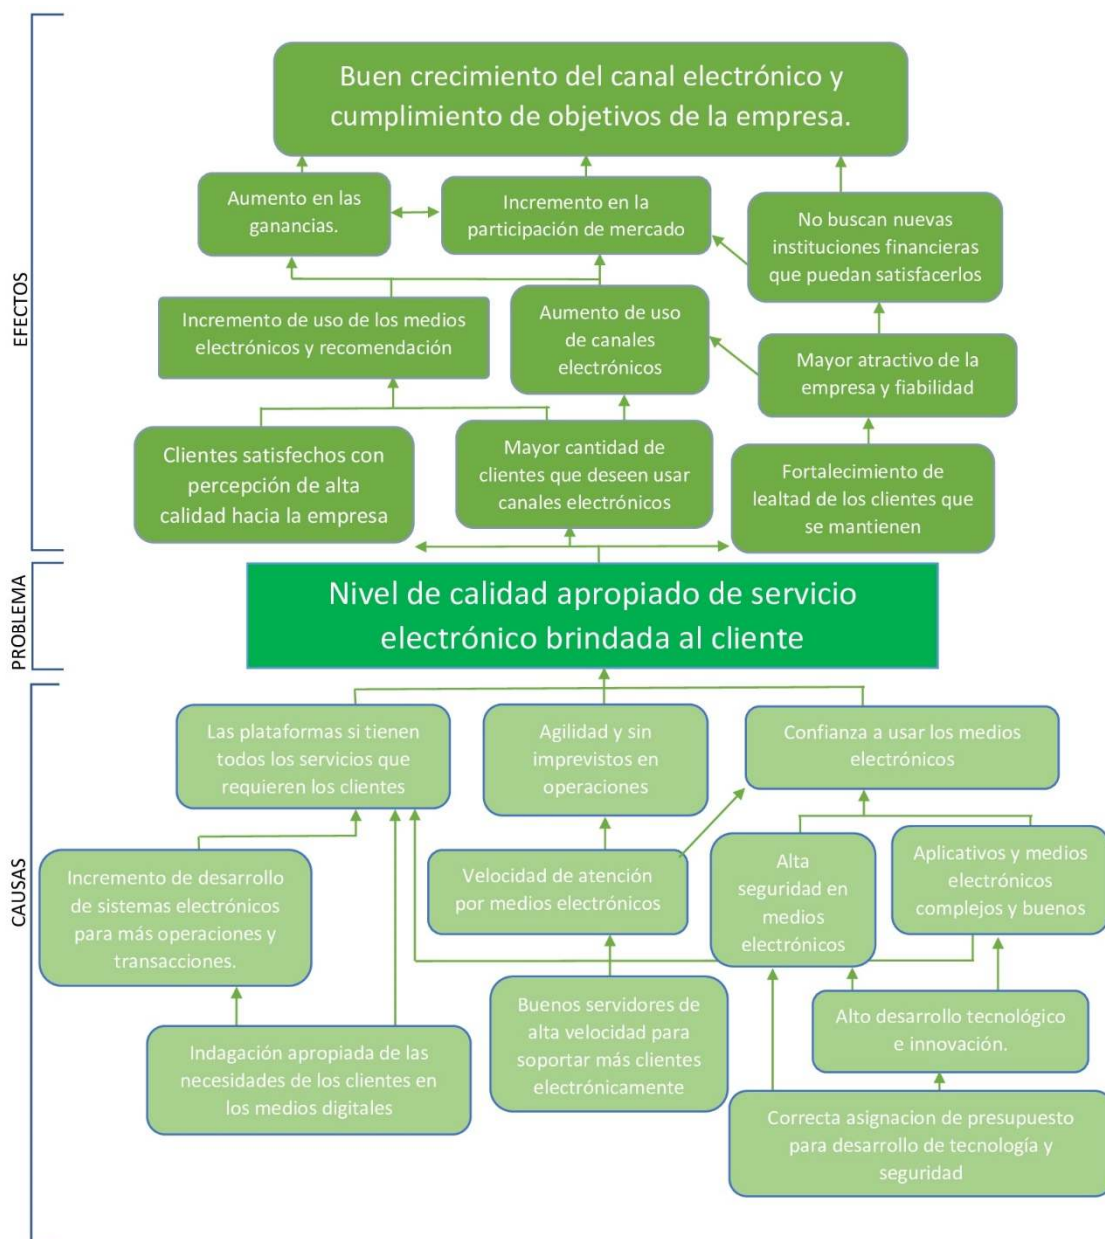 Buen crecimiento del canal electrónico y
cumplimiento de objetivos de la empresa.
Aumento en las
ganancias.
Incremento en la
participación de mercado
No buscan nuevas
instituciones financieras
que puedan satisfacerlos
EFECTOS
Incremento de uso de los medios
electrónicos y recomendación
Aumento de uso
de canales
electrónicos
Mayor atractivo de la
empresa y fiabilidad
Clientes satisfechos con
percepción de alta
calidad hacia la empresa
Mayor cantidad de
clientes que deseen usar
canales electrónicos
Fortalecimiento de
lealtad de los clientes que
se mantienen
PROBLEMA
Nivel de calidad apropiado de servicio
electrónico brindada al cliente
CAUSAS
Las plataformas si tienen
todos los servicios que
requieren los clientes
Agilidad y sin
imprevistos en
operaciones
Confianza a usar los medios
electrónicos
Incremento de desarrollo
de sistemas electrónicos
para más operaciones y
transacciones.
Velocidad de atención
por medios electrónicos
Alta
seguridad en
medios
electrónicos
Aplicativos y medios
electrónicos
complejos y buenos
Indagación apropiada de las
necesidades de los clientes en
los medios digitales
Buenos servidores de
alta velocidad para
soportar más clientes
electrónicamente
Alto desarrollo tecnológico
e innovación.
Correcta asignacion de presupuesto
para desarrollo de tecnología y
seguridad